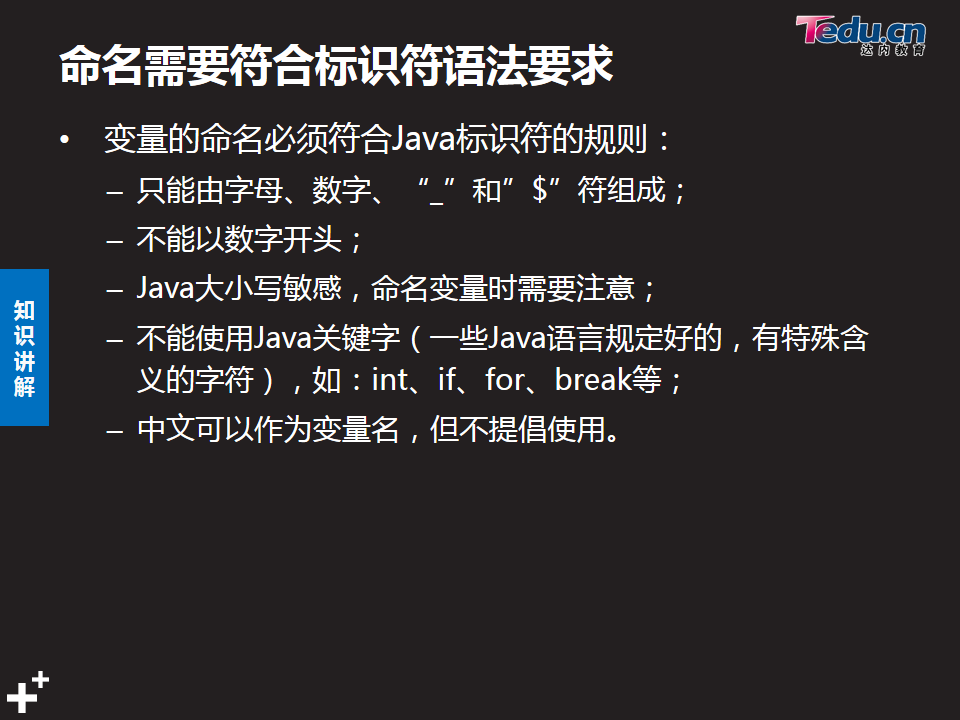 Tedu.cn
达内教育
命名需要符合标识符语法要求
• 变量的命名必须符合Java标识符的规则：
– 只能由字母、数字、“_”和”$”符组成；
– 不能以数字开头；
– Java大小写敏感，命名变量时需要注意；
– 不能使用Java关键字（一些Java语言规定好的，有特殊含
义的字符），如：int、if、for、break等；
– 中文可以作为变量名，但不提倡使用。
知识讲解